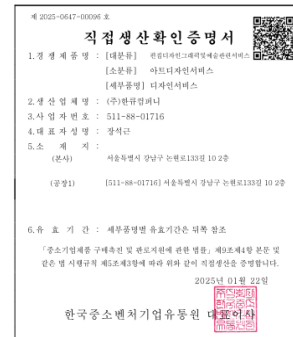 제 2025-0647-00096 호
직접생산확인증명서
1. 경쟁제품명 : [대분류] 편집디자인그래픽및예술관련서비스
[소분류] 아트디자인서비스
[세부품명] 디자인서비스
2. 생산업체명 : (주)한큐컴퍼니
3. 사업자번호 : 511-88-01716
4. 대표자성명 : 장석근
5. 소재지 :
(본사) 서울특별시 강남구 논현로133길 10 2층
(공장1) [511-88-01716] 서울특별시 강남구 논현로133길 10 2층
6. 유효기간 : 세부품명별 유효기간은 뒤쪽 참조
「중소기업제품 구매촉진 및 판로지원에 관한 법률」 제9조제4항 본문 및
같은 법 시행규칙 제5조제3항에 따라 위와 같이 직접생산을 증명합니다.
2025년 01월 22일
한국중소벤처기업유통원 대표이사